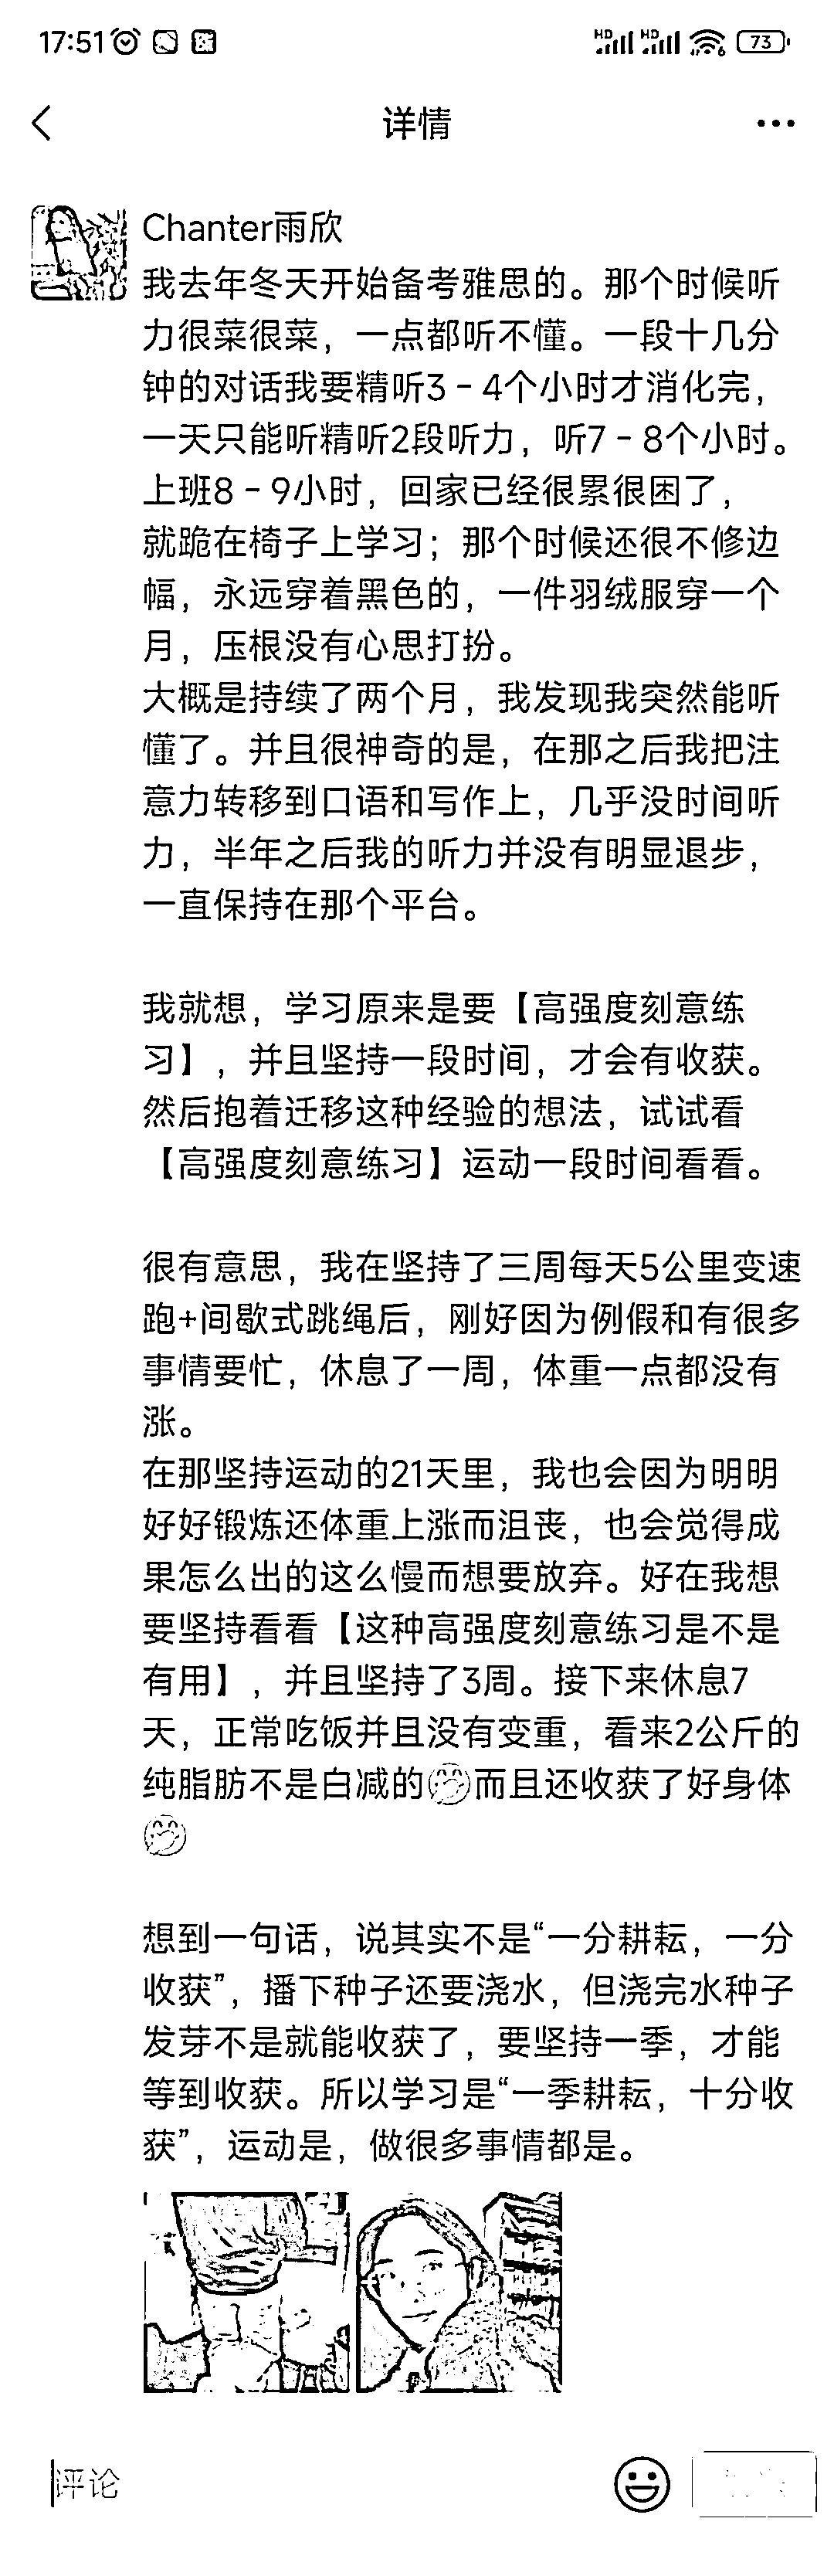 17:51
HD HD 6 73
详情
Chanter雨欣
我去年冬天开始备考雅思的。那个时候听
力很菜很菜，一点都听不懂。一段十几分
钟的对话我要精听3－4个小时才消化完，
一天只能听精听2段听力，听7－8个小时。
上班8－9小时，回家已经很累很困了，
就跪在椅子上学习；那个时候还很不修边
幅，永远穿着黑色的，一件羽绒服穿一个
月，压根没有心思打扮。
大概是持续了两个月，我发现我突然能听
懂了。并且很神奇的是，在那之后我把注
意力转移到口语和写作上，几乎没时间听
力，半年之后我的听力并没有明显退步，
一直保持在那个平台。
我就想，学习原来是要【高强度刻意练
习】，并且坚持一段时间，才会有收获。
然后抱着迁移这种经验的想法，试试看
【高强度刻意练习】运动一段时间看看。
很有意思，我在坚持了三周每天5公里变速
跑+间歇式跳绳后，刚好因为例假和有很多
事情要忙，休息了一周，体重一点都没有
涨。
在那坚持运动的21天里，我也会因为明明
好好锻炼还体重上涨而沮丧，也会觉得成
果怎么出的这么慢而想要放弃。好在我想
要坚持看看【这种高强度刻意练习是不是
有用】，并且坚持了3周。接下来休息7
天，正常吃饭并且没有变重，看来2公斤的
纯脂肪不是白减的🤭而且还收获了好身体
🤭
想到一句话，说其实不是“一分耕耘，一分
收获”，播下种子还要浇水，但浇完水种子
发芽不是就能收获了，要坚持一季，才能
等到收获。所以学习是“一季耕耘，十分收
获”，运动是，做很多事情都是。
评论